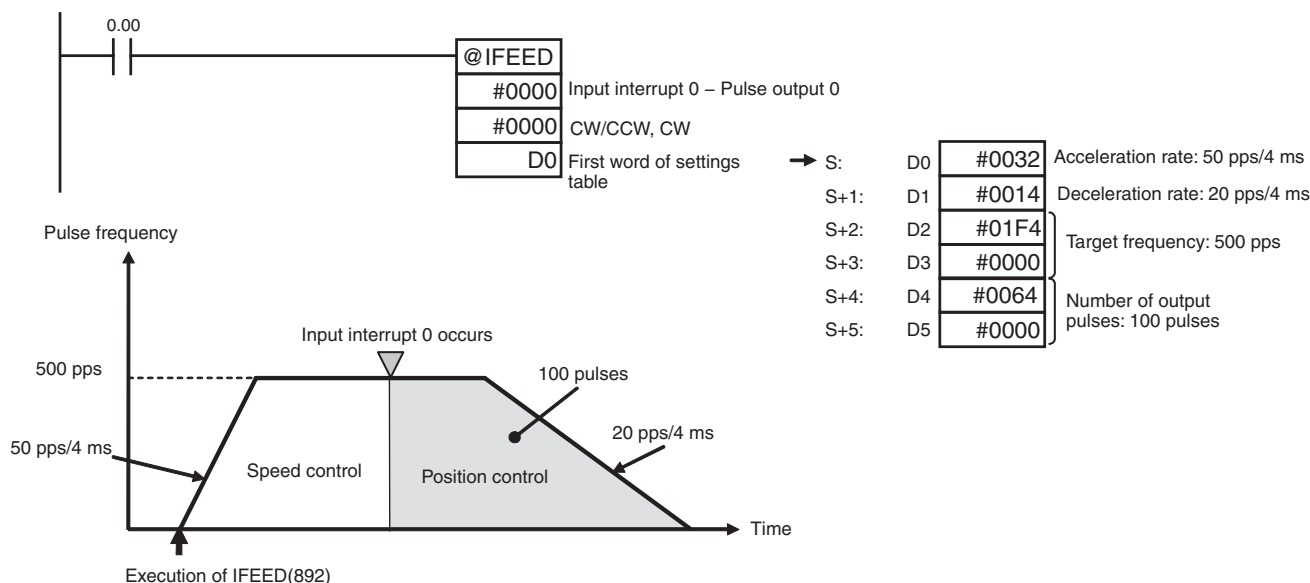 0.00
@IFEED
#0000 Input interrupt 0 – Pulse output 0
#0000 CW/CCW, CW
D0 First word of settings
table
S: D0 #0032 Acceleration rate: 50 pps/4 ms
S+1: D1 #0014 Deceleration rate: 20 pps/4 ms
S+2: D2 #01F4
Target frequency: 500 pps
S+3: D3 #0000
S+4: D4 #0064
Number of output
pulses: 100 pulses
S+5: D5 #0000
Pulse frequency
Input interrupt 0 occurs
500 pps
100 pulses
50 pps/4 ms
20 pps/4 ms
Speed control
Position control
Time
Execution of IFEED(892)